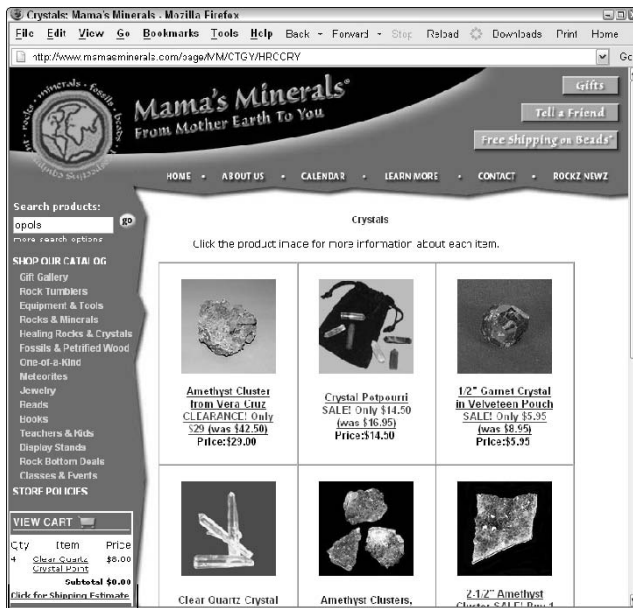 Crystals: Mama's Minerals - Mozilla Firefox
File Edit View Go Bookmarks Tools Help Back - Forward - Stop Reload Downloads Print Home
http://www.mamasminerals.com/page/MM/CTGY/HRCCRY Go
Mama's Minerals®
From Mother Earth To You
Gifts
Tell a Friend
Free Shipping on Beads*
HOME • ABOUT US • CALENDAR • LEARN MORE • CONTACT • ROCKZ NEWZ
Search products:
opols go
more search options
SHOP OUR CATALOG
Gift Gallery
Rock Tumblers
Equipment & Tools
Rocks & Minerals
Healing Rocks & Crystals
Fossils & Petrified Wood
One-of-a-Kind
Meteorites
Jewelry
Beads
Books
Teachers & Kids
Display Stands
Rock Bottom Deals
Classes & Events
STORE POLICIES
VIEW CART
Qty Item Price
4 Clear Quartz $8.00
Crystal Point
Subtotal $8.00
Click for Shipping Estimate
Crystals
Click the product image for more information about each item.
Amethyst Cluster
from Vera Cruz
CLEARANCE! Only
$29 (was $42.50)
Price:$29.00
Crystal Potpourri
SALE! Only $14.50
(was $16.95)
Price:$14.50
1/2" Garnet Crystal
in Velveteen Pouch
SALE! Only $5.95
(was $8.95)
Price:$5.95
Clear Quartz Crystal
Amethyst Clusters,
2-1/2" Amethyst
Cluster SALE! Buy 1